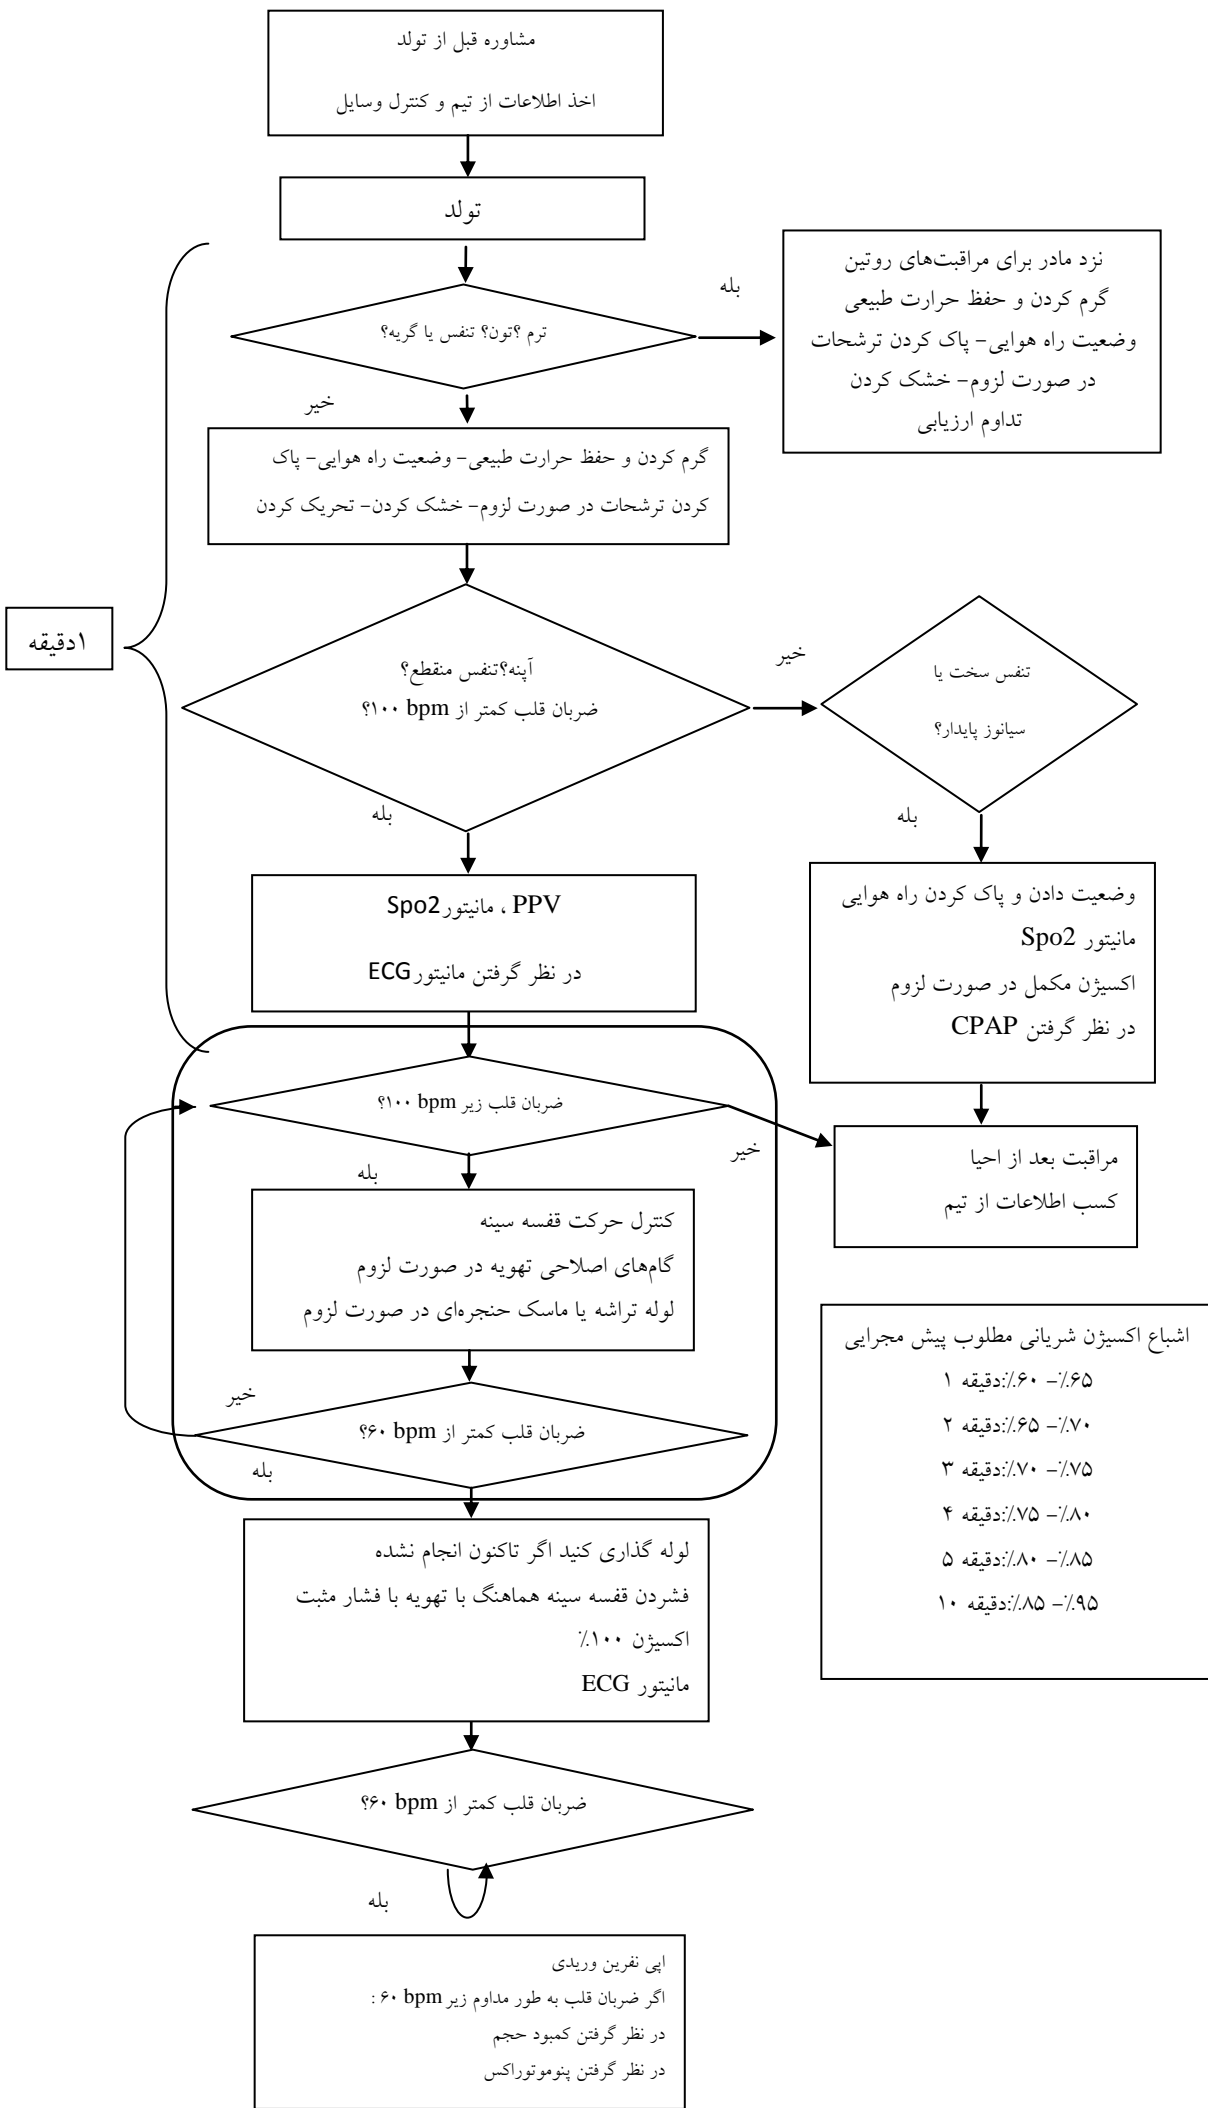 مشاوره قبل از تولد
اخذ اطلاعات از تیم و کنترل وسایل
تولد
ترم ؟تون؟ تنفس یا گریه؟
بله
نزد مادر برای مراقبت‌های روتین
گرم کردن و حفظ حرارت طبیعی
وضعیت راه هوایی- پاک کردن ترشحات
در صورت لزوم- خشک کردن
تداوم ارزیابی
خیر
گرم کردن و حفظ حرارت طبیعی- وضعیت راه هوایی- پاک
کردن ترشحات در صورت لزوم- خشک کردن- تحریک کردن
۱دقیقه
آپنه؟تنفس منقطع؟
ضربان قلب کمتر از ۱۰۰ bpm؟
خیر
تنفس سخت یا
سیانوز پایدار؟
بله
بله
PPV ، مانیتور Spo2
در نظر گرفتن مانیتور ECG
وضعیت دادن و پاک کردن راه هوایی
مانیتور Spo2
اکسیژن مکمل در صورت لزوم
در نظر گرفتن CPAP
ضربان قلب زیر ۱۰۰ bpm؟
خیر
بله
مراقبت بعد از احیا
کسب اطلاعات از تیم
کنترل حرکت قفسه سینه
گام‌های اصلاحی تهویه در صورت لزوم
لوله تراشه یا ماسک حنجره‌ای در صورت لزوم
خیر
ضربان قلب کمتر از ۶۰ bpm؟
بله
اشباع اکسیژن شریانی مطلوب پیش مجرایی
۶۵٪- ۶۰٪:دقیقه ۱
۷۰٪- ۶۵٪:دقیقه ۲
۷۵٪- ۷۰٪:دقیقه ۳
۸۰٪- ۷۵٪:دقیقه ۴
۸۵٪- ۸۰٪:دقیقه ۵
۹۵٪- ۸۵٪:دقیقه ۱۰
لوله گذاری کنید اگر تاکنون انجام نشده
فشردن قفسه سینه هماهنگ با تهویه با فشار مثبت
اکسیژن ۱۰۰٪
مانیتور ECG
ضربان قلب کمتر از ۶۰ bpm؟
بله
اپی نفرین وریدی
اگر ضربان قلب به طور مداوم زیر ۶۰ bpm :
در نظر گرفتن کمبود حجم
در نظر گرفتن پنوموتوراکس